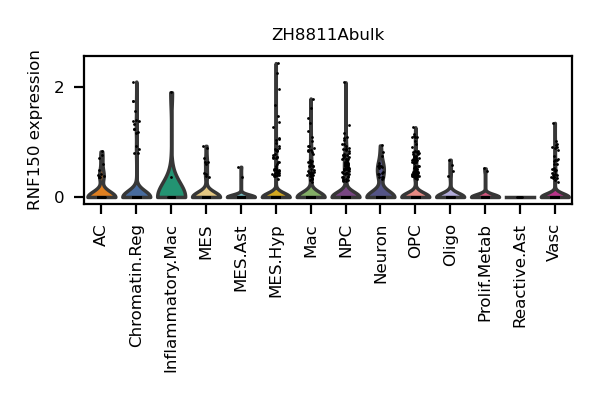 ZH8811Abulk
RNF150 expression
2
0
AC
Chromatin.Reg
Inflammatory.Mac
MES
MES.Ast
MES.Hyp
Mac
NPC
Neuron
OPC
Oligo
Prolif.Metab
Reactive.Ast
Vasc